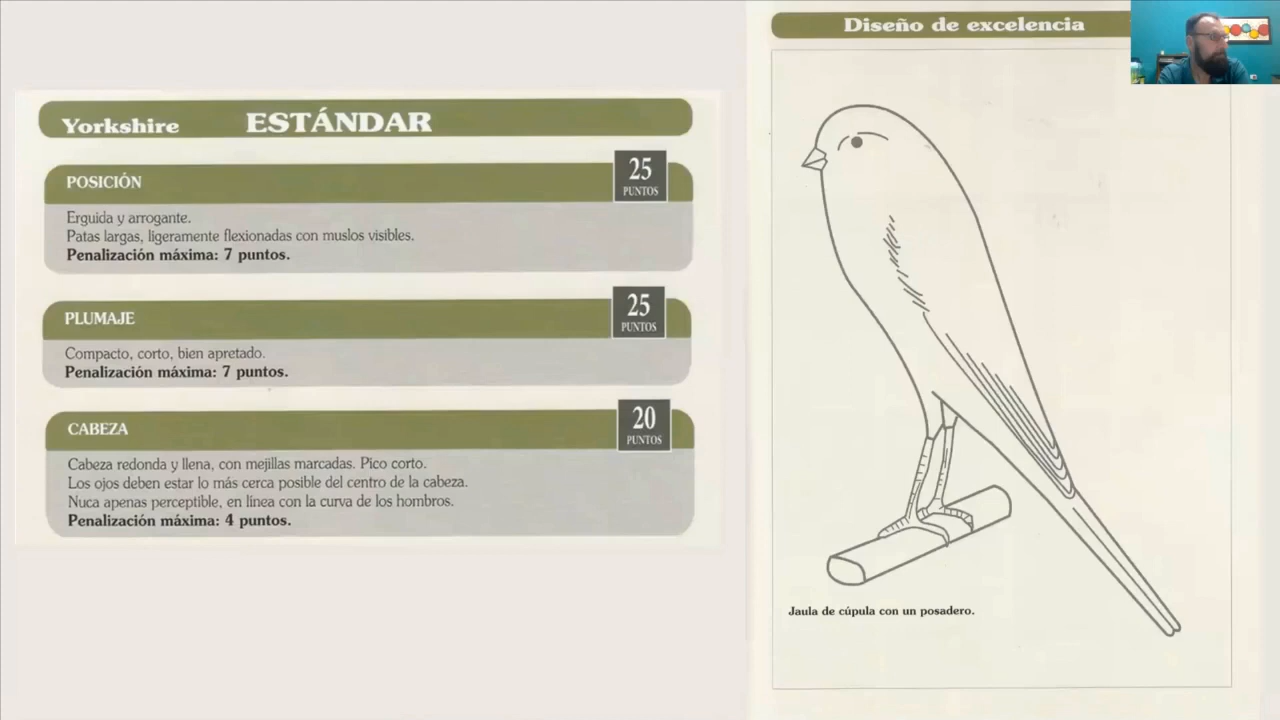 Yorkshire ESTÁNDAR
POSICIÓN
25
PUNTOS
Erguida y arrogante.
Patas largas, ligeramente flexionadas con muslos visibles.
Penalización máxima: 7 puntos.
PLUMAJE
25
PUNTOS
Compacto, corto, bien apretado.
Penalización máxima: 7 puntos.
CABEZA
20
PUNTOS
Cabeza redonda y llena, con mejillas marcadas. Pico corto.
Los ojos deben estar lo más cerca posible del centro de la cabeza.
Nuca apenas perceptible, en línea con la curva de los hombros.
Penalización máxima: 4 puntos.
Diseño de excelencia
Jaula de cúpula con un posadero.